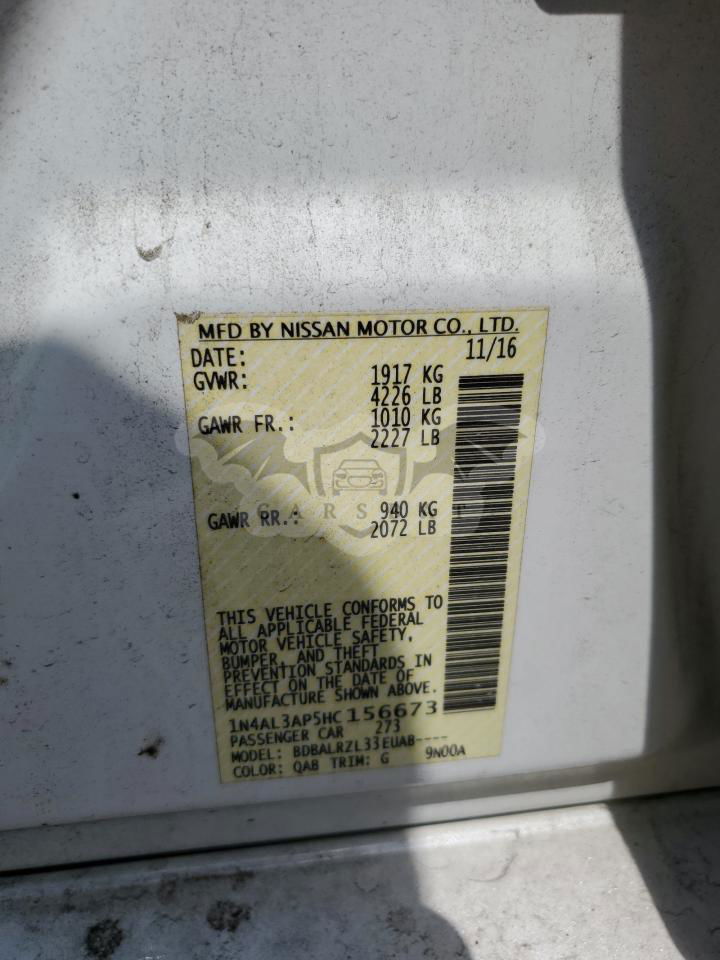 MFD BY NISSAN MOTOR CO., LTD.
DATE: 11/16
GVWR: 1917 KG
4226 LB
GAWR FR.: 1010 KG
2227 LB
GAWR RR.: 940 KG
2072 LB
THIS VEHICLE CONFORMS TO
ALL APPLICABLE FEDERAL
MOTOR VEHICLE SAFETY,
BUMPER, AND THEFT
PREVENTION STANDARDS IN
EFFECT ON THE DATE OF
MANUFACTURE SHOWN ABOVE.
1N4AL3AP5HC156673
PASSENGER CAR 273
MODEL: BDBALRZL33EUAB----
COLOR: QAB TRIM: G 9N00A